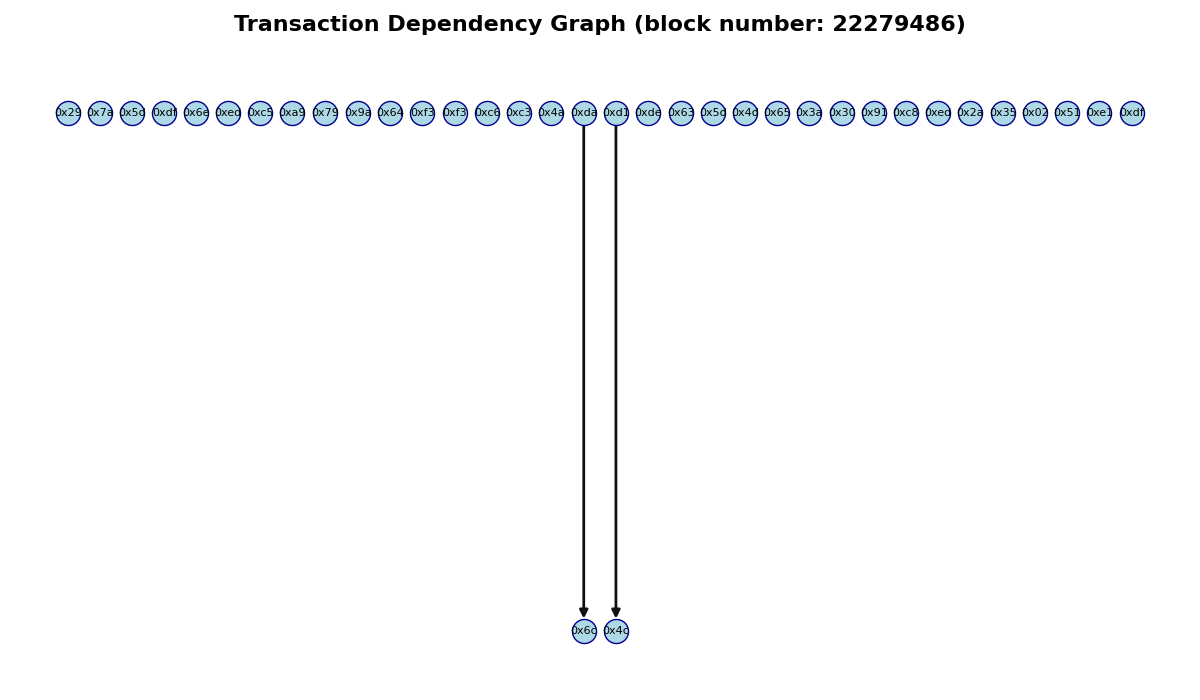 Transaction Dependency Graph (block number: 22279486)
0x29 0x7a 0x5d 0xdf 0x6e 0xed 0xc5 0xa9 0x79 0x9a 0x64 0xf3 0xf3 0xc6 0xc3 0x4a 0xda 0xd1 0xde 0x63 0x5d 0x4d 0x65 0x3a 0x30 0x91 0xc8 0xed 0x2a 0x35 0x02 0x51 0xe1 0xdf
0x6c 0x4c